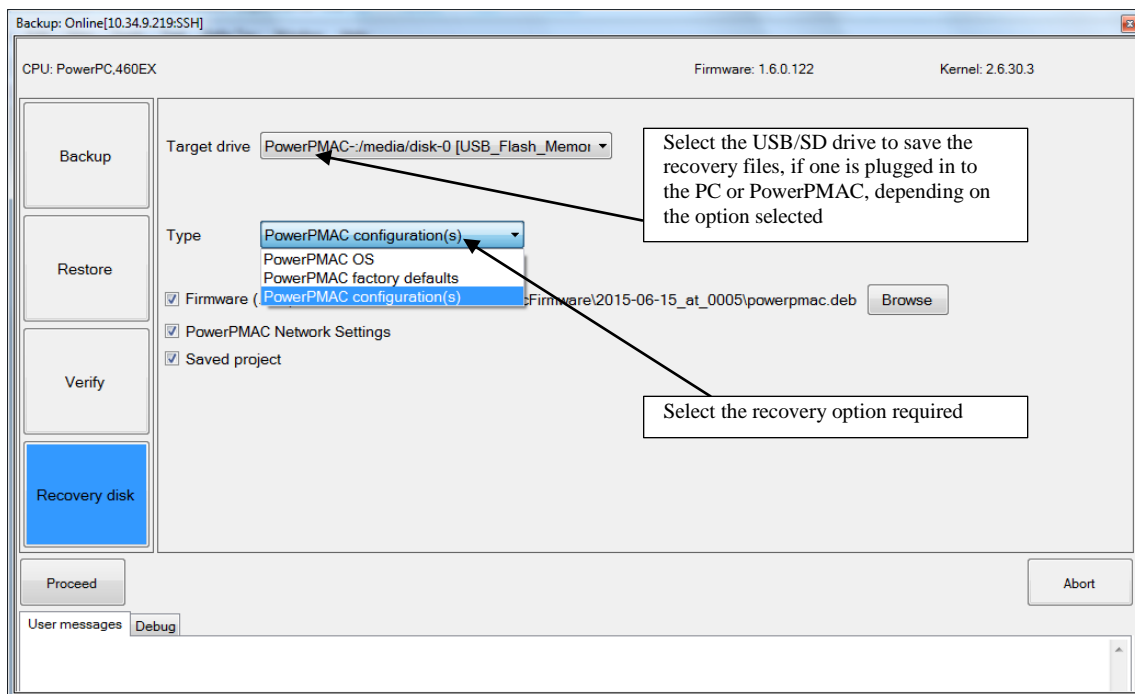 Backup: Online[10.34.9.219:SSH]
CPU: PowerPC,460EX
Firmware: 1.6.0.122
Kernel: 2.6.30.3
Backup
Restore
Verify
Recovery disk
Target drive
PowerPMAC-:/media/disk-0 [USB_Flash_Memor
Select the USB/SD drive to save the
recovery files, if one is plugged in to
the PC or PowerPMAC, depending on
the option selected
Type
PowerPMAC configuration(s)
PowerPMAC OS
PowerPMAC factory defaults
PowerPMAC configuration(s)
Firmware (
Firmware\2015-06-15_at_0005\powerpmac.deb
Browse
PowerPMAC Network Settings
Saved project
Select the recovery option required
Proceed
Abort
User messages
Debug